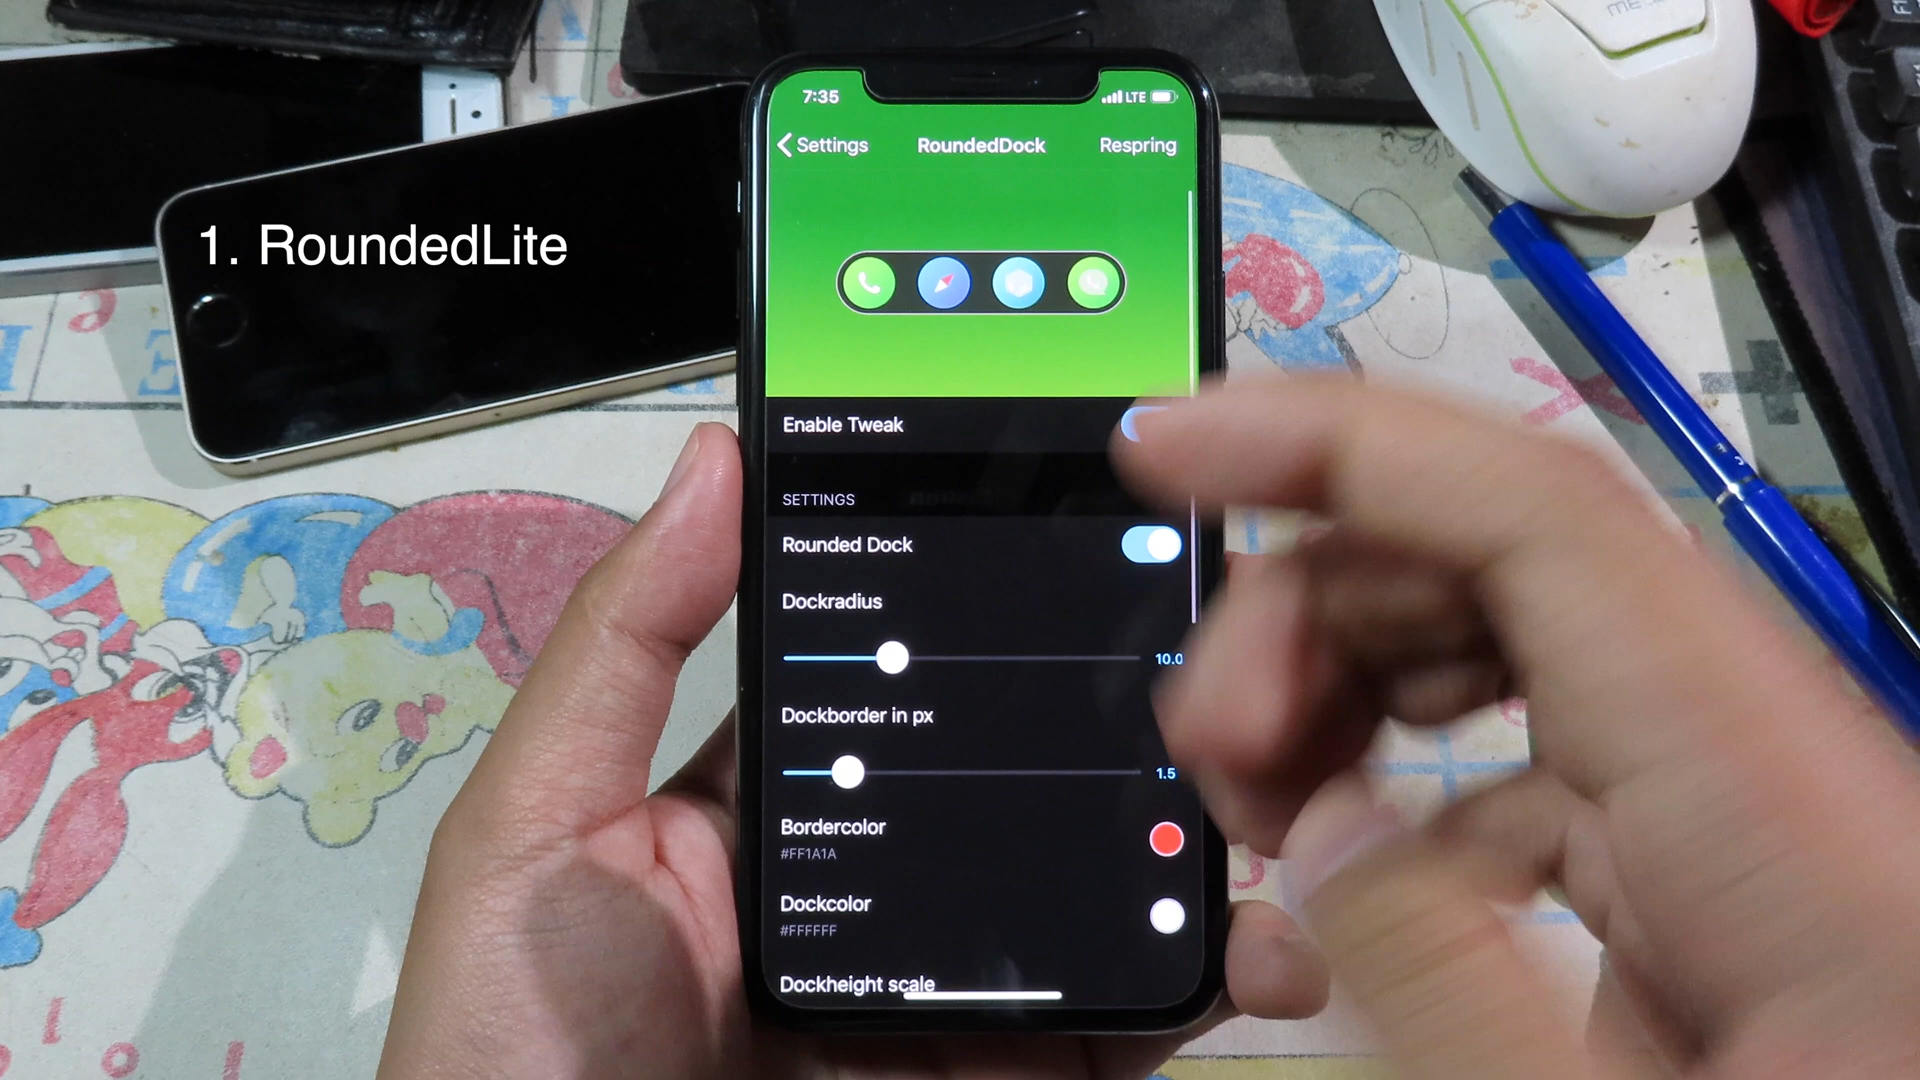 7:35
LTE
Settings
RoundedDock
Respring
1. RoundedLite
Enable Tweak
SETTINGS
Rounded Dock
Dockradius
10.0
Dockborder in px
1.5
Bordercolor
#FF1A1A
Dockcolor
#FFFFFF
Dockheight scale